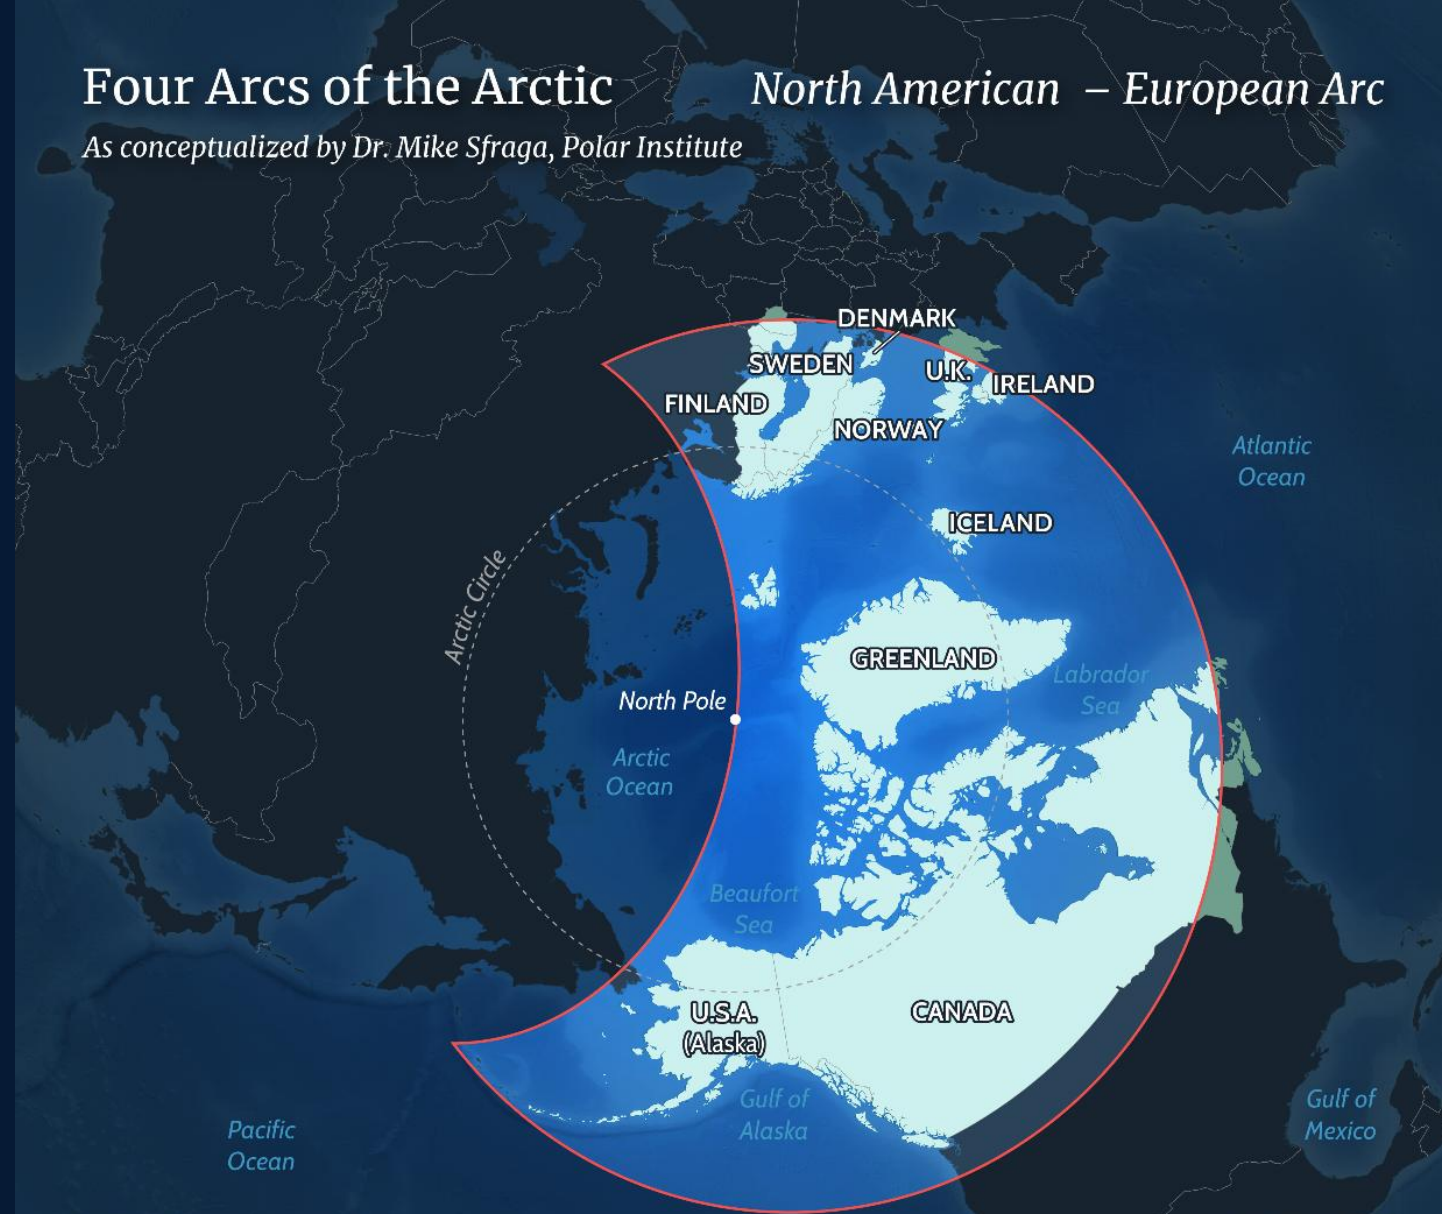 Four Arcs of the Arctic
North American – European Arc
As conceptualized by Dr. Mike Sfraga, Polar Institute
DENMARK
SWEDEN
U.K.
IRELAND
FINLAND
NORWAY
Atlantic
Ocean
ICELAND
Arctic Circle
GREENLAND
Labrador
Sea
North Pole
Arctic
Ocean
Beaufort
Sea
U.S.A.
(Alaska)
CANADA
Gulf of
Alaska
Gulf of
Mexico
Pacific
Ocean